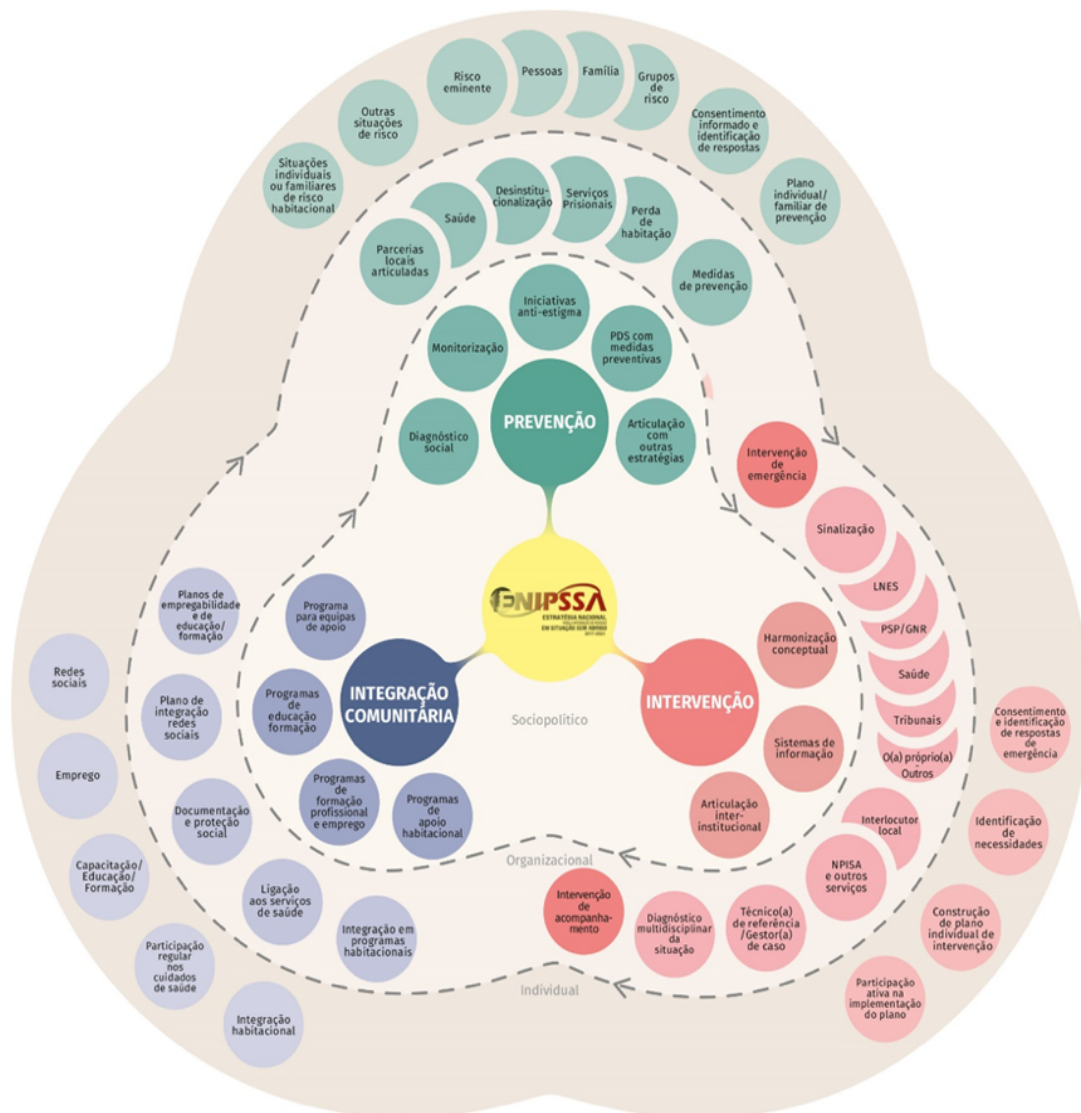 Risco
eminente
Pessoas
Família
Grupos
de
risco
Outras
situações
de risco
Consentimento
informado e
identificação
de respostas
Situações
individuais
ou familiares
de risco
habitacional
Plano
individual/
familiar de
prevenção
Desinstitu-
cionalização
Serviços
Prisionais
Saúde
Perda
de
habitação
Parcerias
locais
articuladas
Medidas
de prevenção
Iniciativas
anti-estigma
Monitorização
PDS com
medidas
preventivas
PREVENÇÃO
Diagnóstico
social
Articulação
com
outras
estratégias
Intervenção
de
emergência
Sinalização
LNES
PSP/GNR
Saúde
Tribunais
O(a) próprio(a)
- Outros
ENIPSSA
ESTRATÉGIA NACIONAL
EM SITUAÇÃO SEM ABRIGO
Planos de
empregabilidade
e de
educação/
formação
Programa
para equipas
de apoio
Harmonização
conceptual
Redes
sociais
Plano de
integração
redes
sociais
Programas
de
educação
formação
INTEGRAÇÃO
COMUNITÁRIA
Sociopolítico
INTERVENÇÃO
Sistemas de
informação
Consentimento
e identificação
de respostas
de
emergência
Emprego
Documentação
e proteção
social
Programas
de
formação
profissional
e emprego
Programas
de
apoio
habitacional
Articulação
inter-
institucional
Interlocutor
local
Identificação
de
necessidades
Organizacional
Capacitação/
Educação/
Formação
Ligação
aos serviços
de saúde
Intervenção
de
acompanha-
mento
NPISA
e outros
serviços
Integração em
programas
habitacionais
Diagnóstico
multidisciplinar
da
situação
Técnico(a)
de referência
/Gestor(a)
de caso
Construção
de plano
individual de
intervenção
Participação
regular
nos
cuidados
de saúde
Individual
Participação
ativa na
implementação
do plano
Integração
habitacional